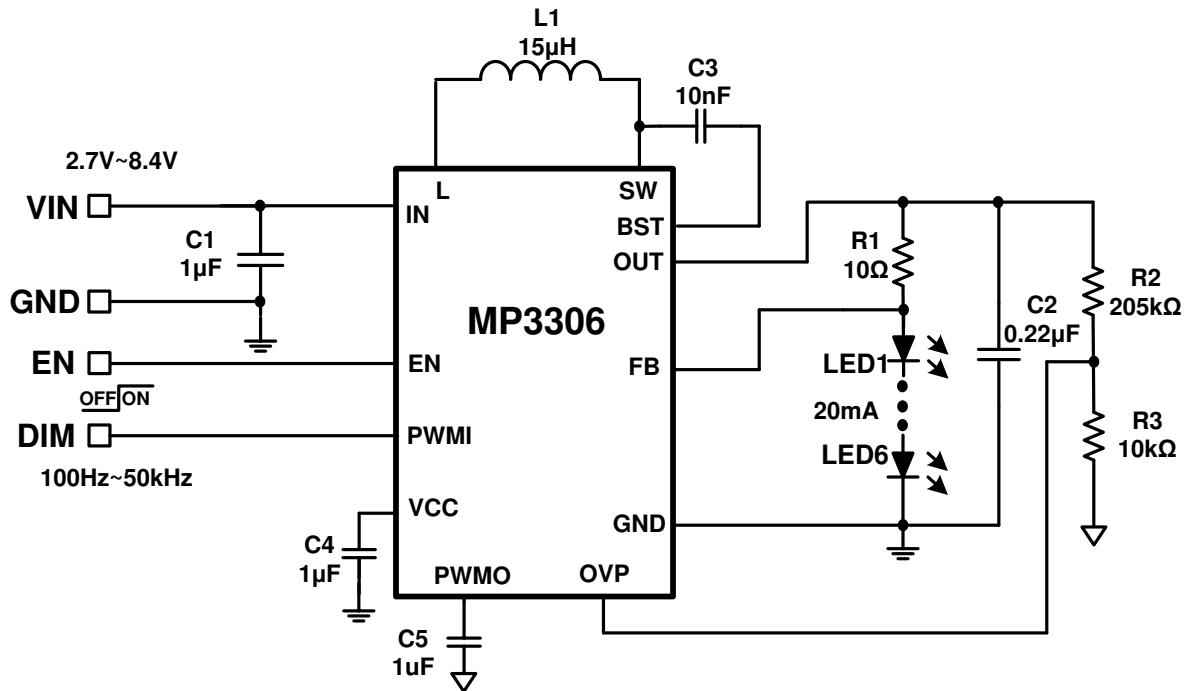 L1
15µH
C3
10nF
2.7V~8.4V
VIN
C1
1µF
GND
EN
OFF ON
DIM
100Hz~50kHz
L
SW
IN
BST
OUT
MP3306
EN
FB
PWMI
VCC
GND
PWMO
OVP
C4
1µF
C5
1uF
R1
10Ω
LED1
20mA
LED6
C2
0.22µF
R2
205kΩ
R3
10kΩ